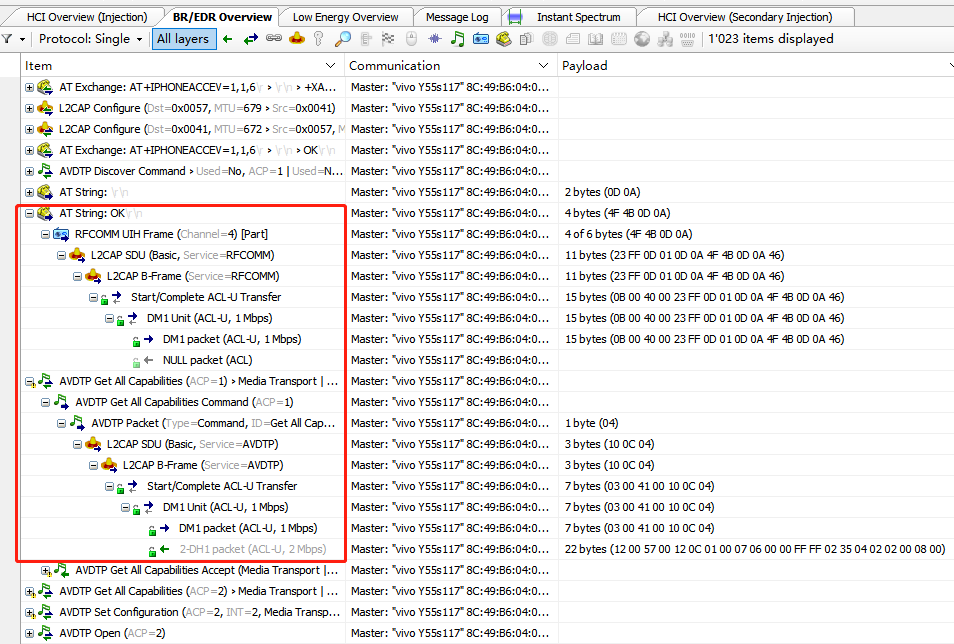 HCI Overview (Injection) BR/EDR Overview Low Energy Overview Message Log Instant Spectrum HCI Overview (Secondary Injection)
Protocol: Single All layers 1'023 items displayed
Item Communication Payload
AT Exchange: AT+IPHONEACCEV=1,1,6\r > \r\n > +XA... Master: "vivo Y55s117" 8C:49:B6:04:0...
L2CAP Configure (Dst=0x0057, MTU=679 > Src=0x0041) Master: "vivo Y55s117" 8C:49:B6:04:0...
L2CAP Configure (Dst=0x0041, MTU=672 > Src=0x0057, M Master: "vivo Y55s117" 8C:49:B6:04:0...
AT Exchange: AT+IPHONEACCEV=1,1,6\r > \r\n > OK\r\n Master: "vivo Y55s117" 8C:49:B6:04:0...
AVDTP Discover Command > Used=No, ACP=1 | Used=N... Master: "vivo Y55s117" 8C:49:B6:04:0...
AT String: \r\n Master: "vivo Y55s117" 8C:49:B6:04:0... 2 bytes (0D 0A)
AT String: OK\r\n Master: "vivo Y55s117" 8C:49:B6:04:0... 4 bytes (4F 4B 0D 0A)
RFCOMM UIH Frame (Channel=4) [Part] Master: "vivo Y55s117" 8C:49:B6:04:0... 4 of 6 bytes (4F 4B 0D 0A)
L2CAP SDU (Basic, Service=RFCOMM) Master: "vivo Y55s117" 8C:49:B6:04:0... 11 bytes (23 FF 0D 01 0D 0A 4F 4B 0D 0A 46)
L2CAP B-Frame (Service=RFCOMM) Master: "vivo Y55s117" 8C:49:B6:04:0... 11 bytes (23 FF 0D 01 0D 0A 4F 4B 0D 0A 46)
Start/Complete ACL-U Transfer Master: "vivo Y55s117" 8C:49:B6:04:0... 15 bytes (0B 00 40 00 23 FF 0D 01 0D 0A 4F 4B 0D 0A 46)
DM1 Unit (ACL-U, 1 Mbps) Master: "vivo Y55s117" 8C:49:B6:04:0... 15 bytes (0B 00 40 00 23 FF 0D 01 0D 0A 4F 4B 0D 0A 46)
DM1 packet (ACL-U, 1 Mbps) Master: "vivo Y55s117" 8C:49:B6:04:0... 15 bytes (0B 00 40 00 23 FF 0D 01 0D 0A 4F 4B 0D 0A 46)
NULL packet (ACL) Master: "vivo Y55s117" 8C:49:B6:04:0...
AVDTP Get All Capabilities (ACP=1) > Media Transport | ... Master: "vivo Y55s117" 8C:49:B6:04:0...
AVDTP Get All Capabilities Command (ACP=1) Master: "vivo Y55s117" 8C:49:B6:04:0...
AVDTP Packet (Type=Command, ID=Get All Cap... Master: "vivo Y55s117" 8C:49:B6:04:0... 1 byte (04)
L2CAP SDU (Basic, Service=AVDTP) Master: "vivo Y55s117" 8C:49:B6:04:0... 3 bytes (10 0C 04)
L2CAP B-Frame (Service=AVDTP) Master: "vivo Y55s117" 8C:49:B6:04:0... 3 bytes (10 0C 04)
Start/Complete ACL-U Transfer Master: "vivo Y55s117" 8C:49:B6:04:0... 7 bytes (03 00 41 00 10 0C 04)
DM1 Unit (ACL-U, 1 Mbps) Master: "vivo Y55s117" 8C:49:B6:04:0... 7 bytes (03 00 41 00 10 0C 04)
DM1 packet (ACL-U, 1 Mbps) Master: "vivo Y55s117" 8C:49:B6:04:0... 7 bytes (03 00 41 00 10 0C 04)
2-DH1 packet (ACL-U, 2 Mbps) Master: "vivo Y55s117" 8C:49:B6:04:0... 22 bytes (12 00 57 00 12 0C 01 00 07 06 00 00 FF FF 02 35 04 02 02 00 08 00)
AVDTP Get All Capabilities Accept (Media Transport |... Master: "vivo Y55s117" 8C:49:B6:04:0...
AVDTP Get All Capabilities (ACP=2) > Media Transport | ... Master: "vivo Y55s117" 8C:49:B6:04:0...
AVDTP Set Configuration (ACP=2, INT=2, Media Transp... Master: "vivo Y55s117" 8C:49:B6:04:0...
AVDTP Open (ACP=2) Master: "vivo Y55s117" 8C:49:B6:04:0...